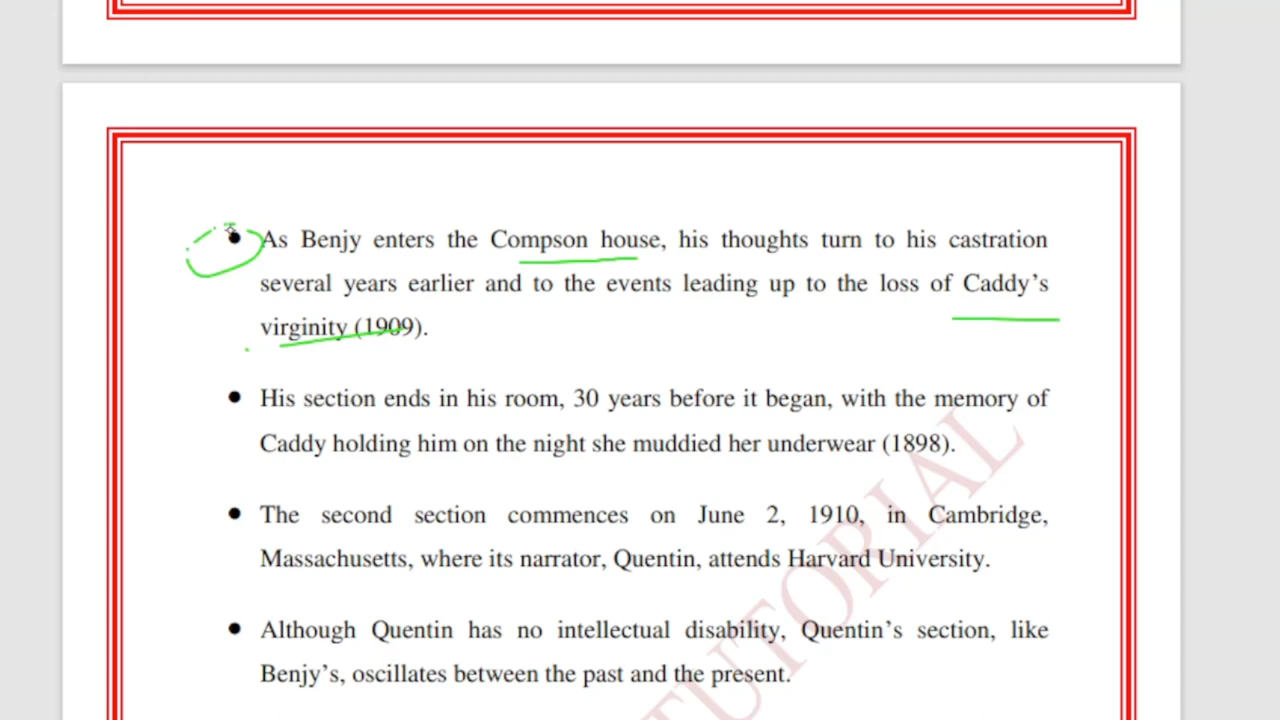 ● As Benjy enters the Compson house, his thoughts turn to his castration
several years earlier and to the events leading up to the loss of Caddy’s
virginity (1909).
● His section ends in his room, 30 years before it began, with the memory of
Caddy holding him on the night she muddied her underwear (1898).
● The second section commences on June 2, 1910, in Cambridge,
Massachusetts, where its narrator, Quentin, attends Harvard University.
● Although Quentin has no intellectual disability, Quentin’s section, like
Benjy’s, oscillates between the past and the present.
TUTORIAL